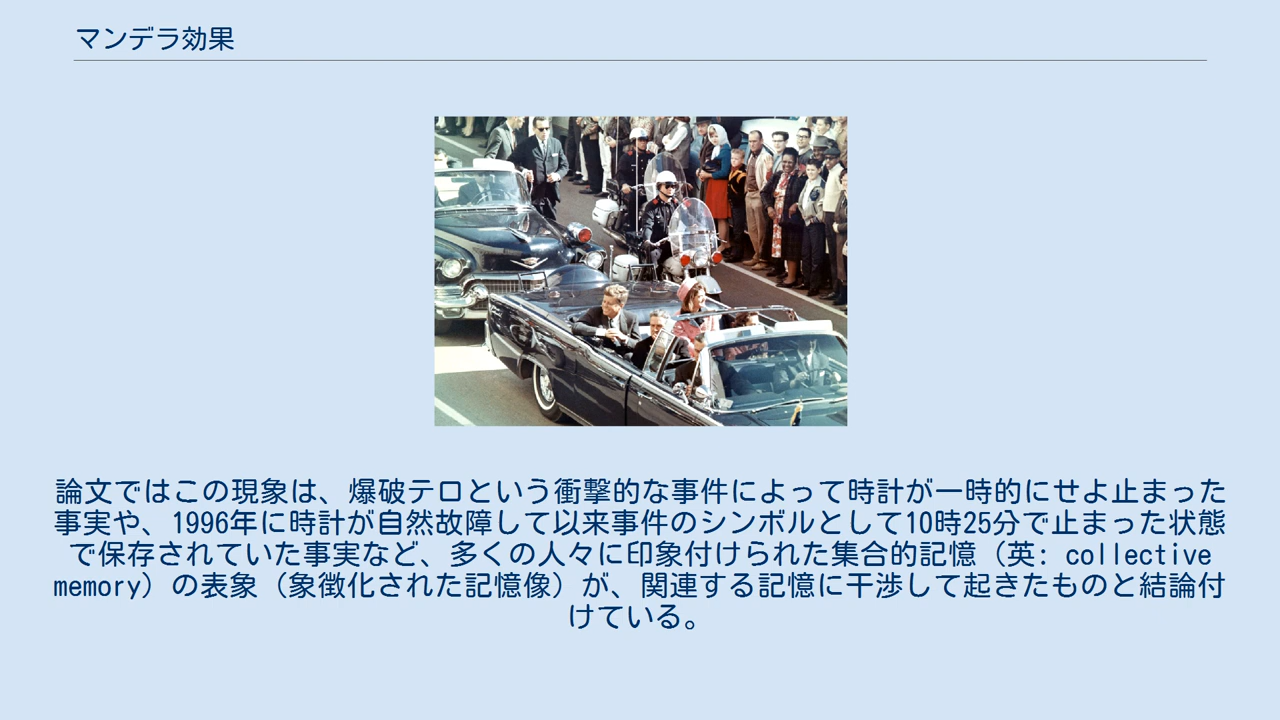 マンデラ効果
論文ではこの現象は、爆破テロという衝撃的な事件によって時計が一時的にせよ止まった
事実や、1996年に時計が自然故障して以来事件のシンボルとして10時25分で止まった状態
で保存されていた事実など、多くの人々に印象付けられた集合的記憶（英: collective
memory）の表象（象徴化された記憶像）が、関連する記憶に干渉して起きたものと結論付
けている。